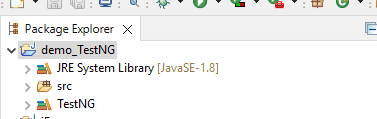 Package Explorer
demo_TestNG
JRE System Library [JavaSE-1.8]
src
TestNG